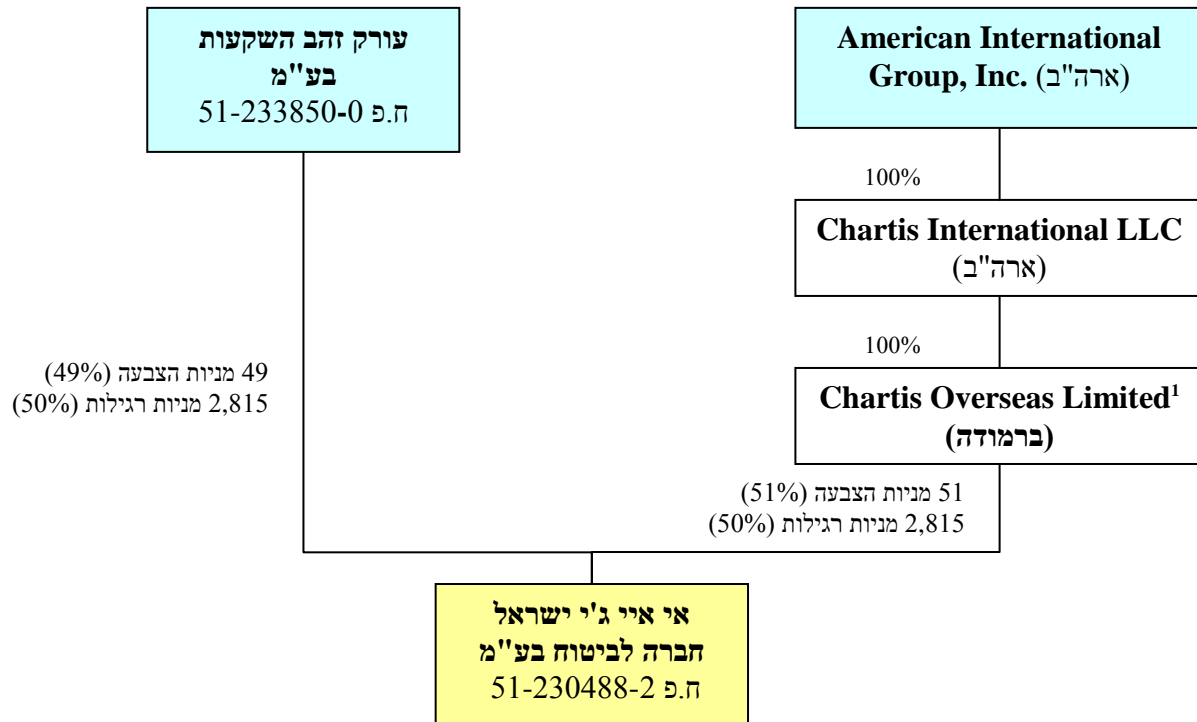 עורק זהב השקעות
בע"מ
ח.פ 51-233850-0
American International
Group, Inc. (ארה"ב)
100%
Chartis International LLC
(ארה"ב)
100%
Chartis Overseas Limited¹
(ברמודה)
49 מניות הצבעה (49%)
2,815 מניות רגילות (50%)
51 מניות הצבעה (51%)
2,815 מניות רגילות (50%)
אי איי ג'י ישראל
חברה לביטוח בע"מ
ח.פ 51-230488-2